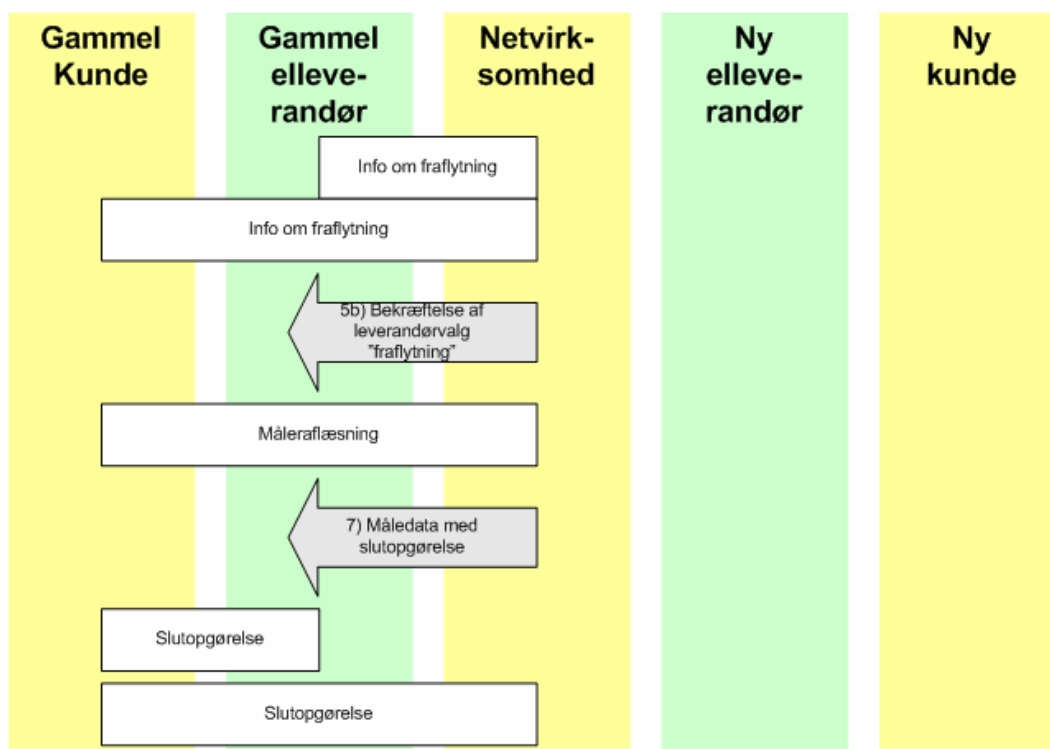 Gammel
Kunde
Gammel
elleve-
randør
Netvirk-
somhed
Ny
elleve-
randør
Ny
kunde
Info om fraflytning
Info om fraflytning
5b) Bekræftelse af
leverandørvalg
"fraflytning"
Måleraflæsning
7) Måledata med
slutopgørelse
Slutopgørelse
Slutopgørelse